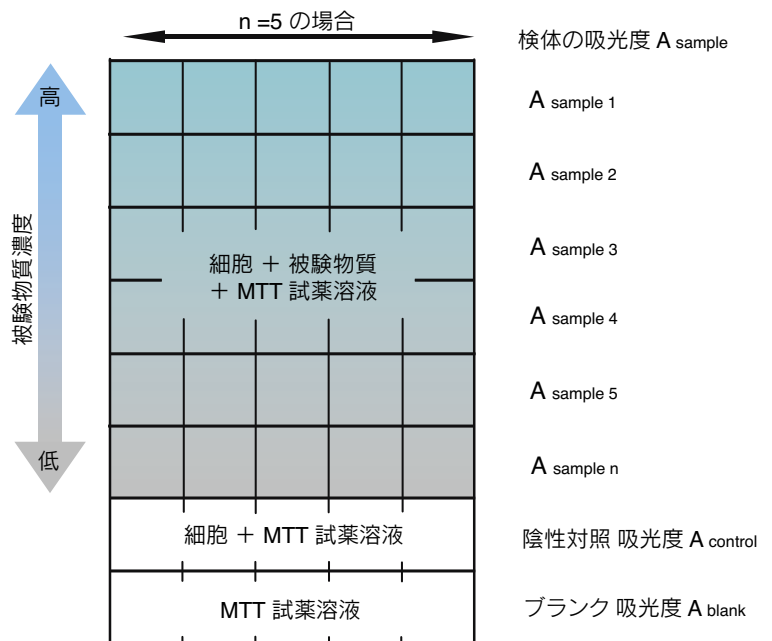 n =5 の場合
検体の吸光度 A sample
高
A sample 1
A sample 2
被験物質濃度
細胞 ＋ 被験物質
＋ MTT 試薬溶液
A sample 3
A sample 4
A sample 5
低
A sample n
細胞 ＋ MTT 試薬溶液
陰性対照 吸光度 A control
MTT 試薬溶液
ブランク 吸光度 A blank